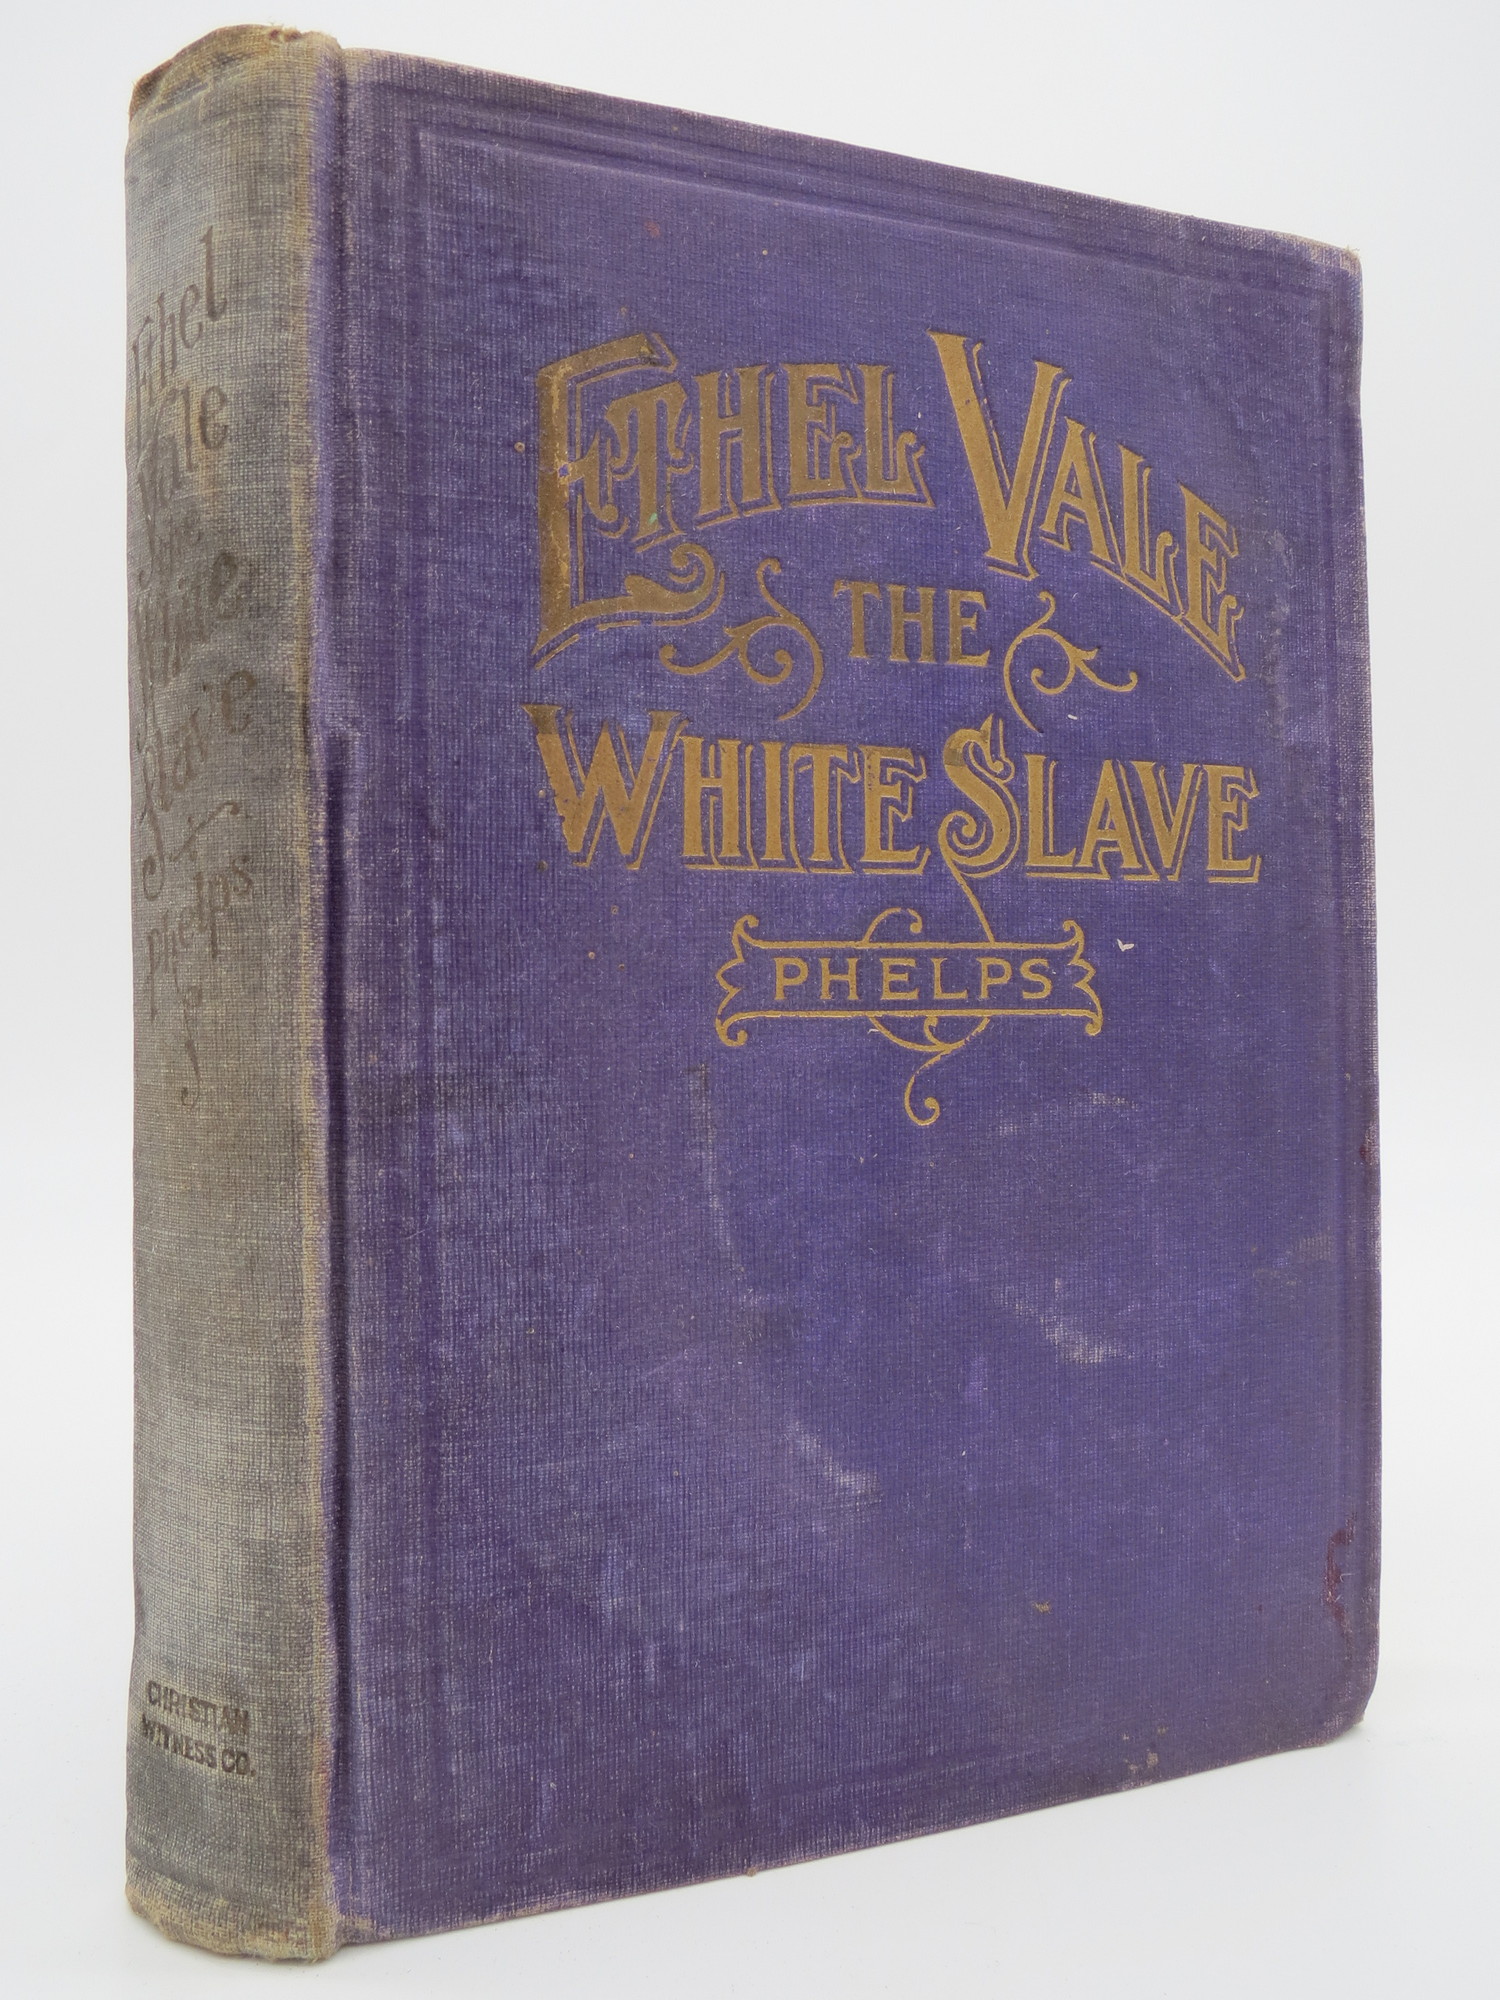 Ethel
Vale
The
White
Slave
Phelps
CHRISTIAN
WITNESS CO.
ETHEL VALE
THE
WHITE SLAVE
PHELPS